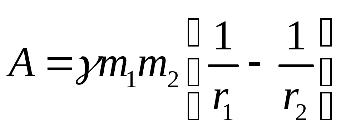 A = γm₁m₂ (1/r₁ - 1/r₂)